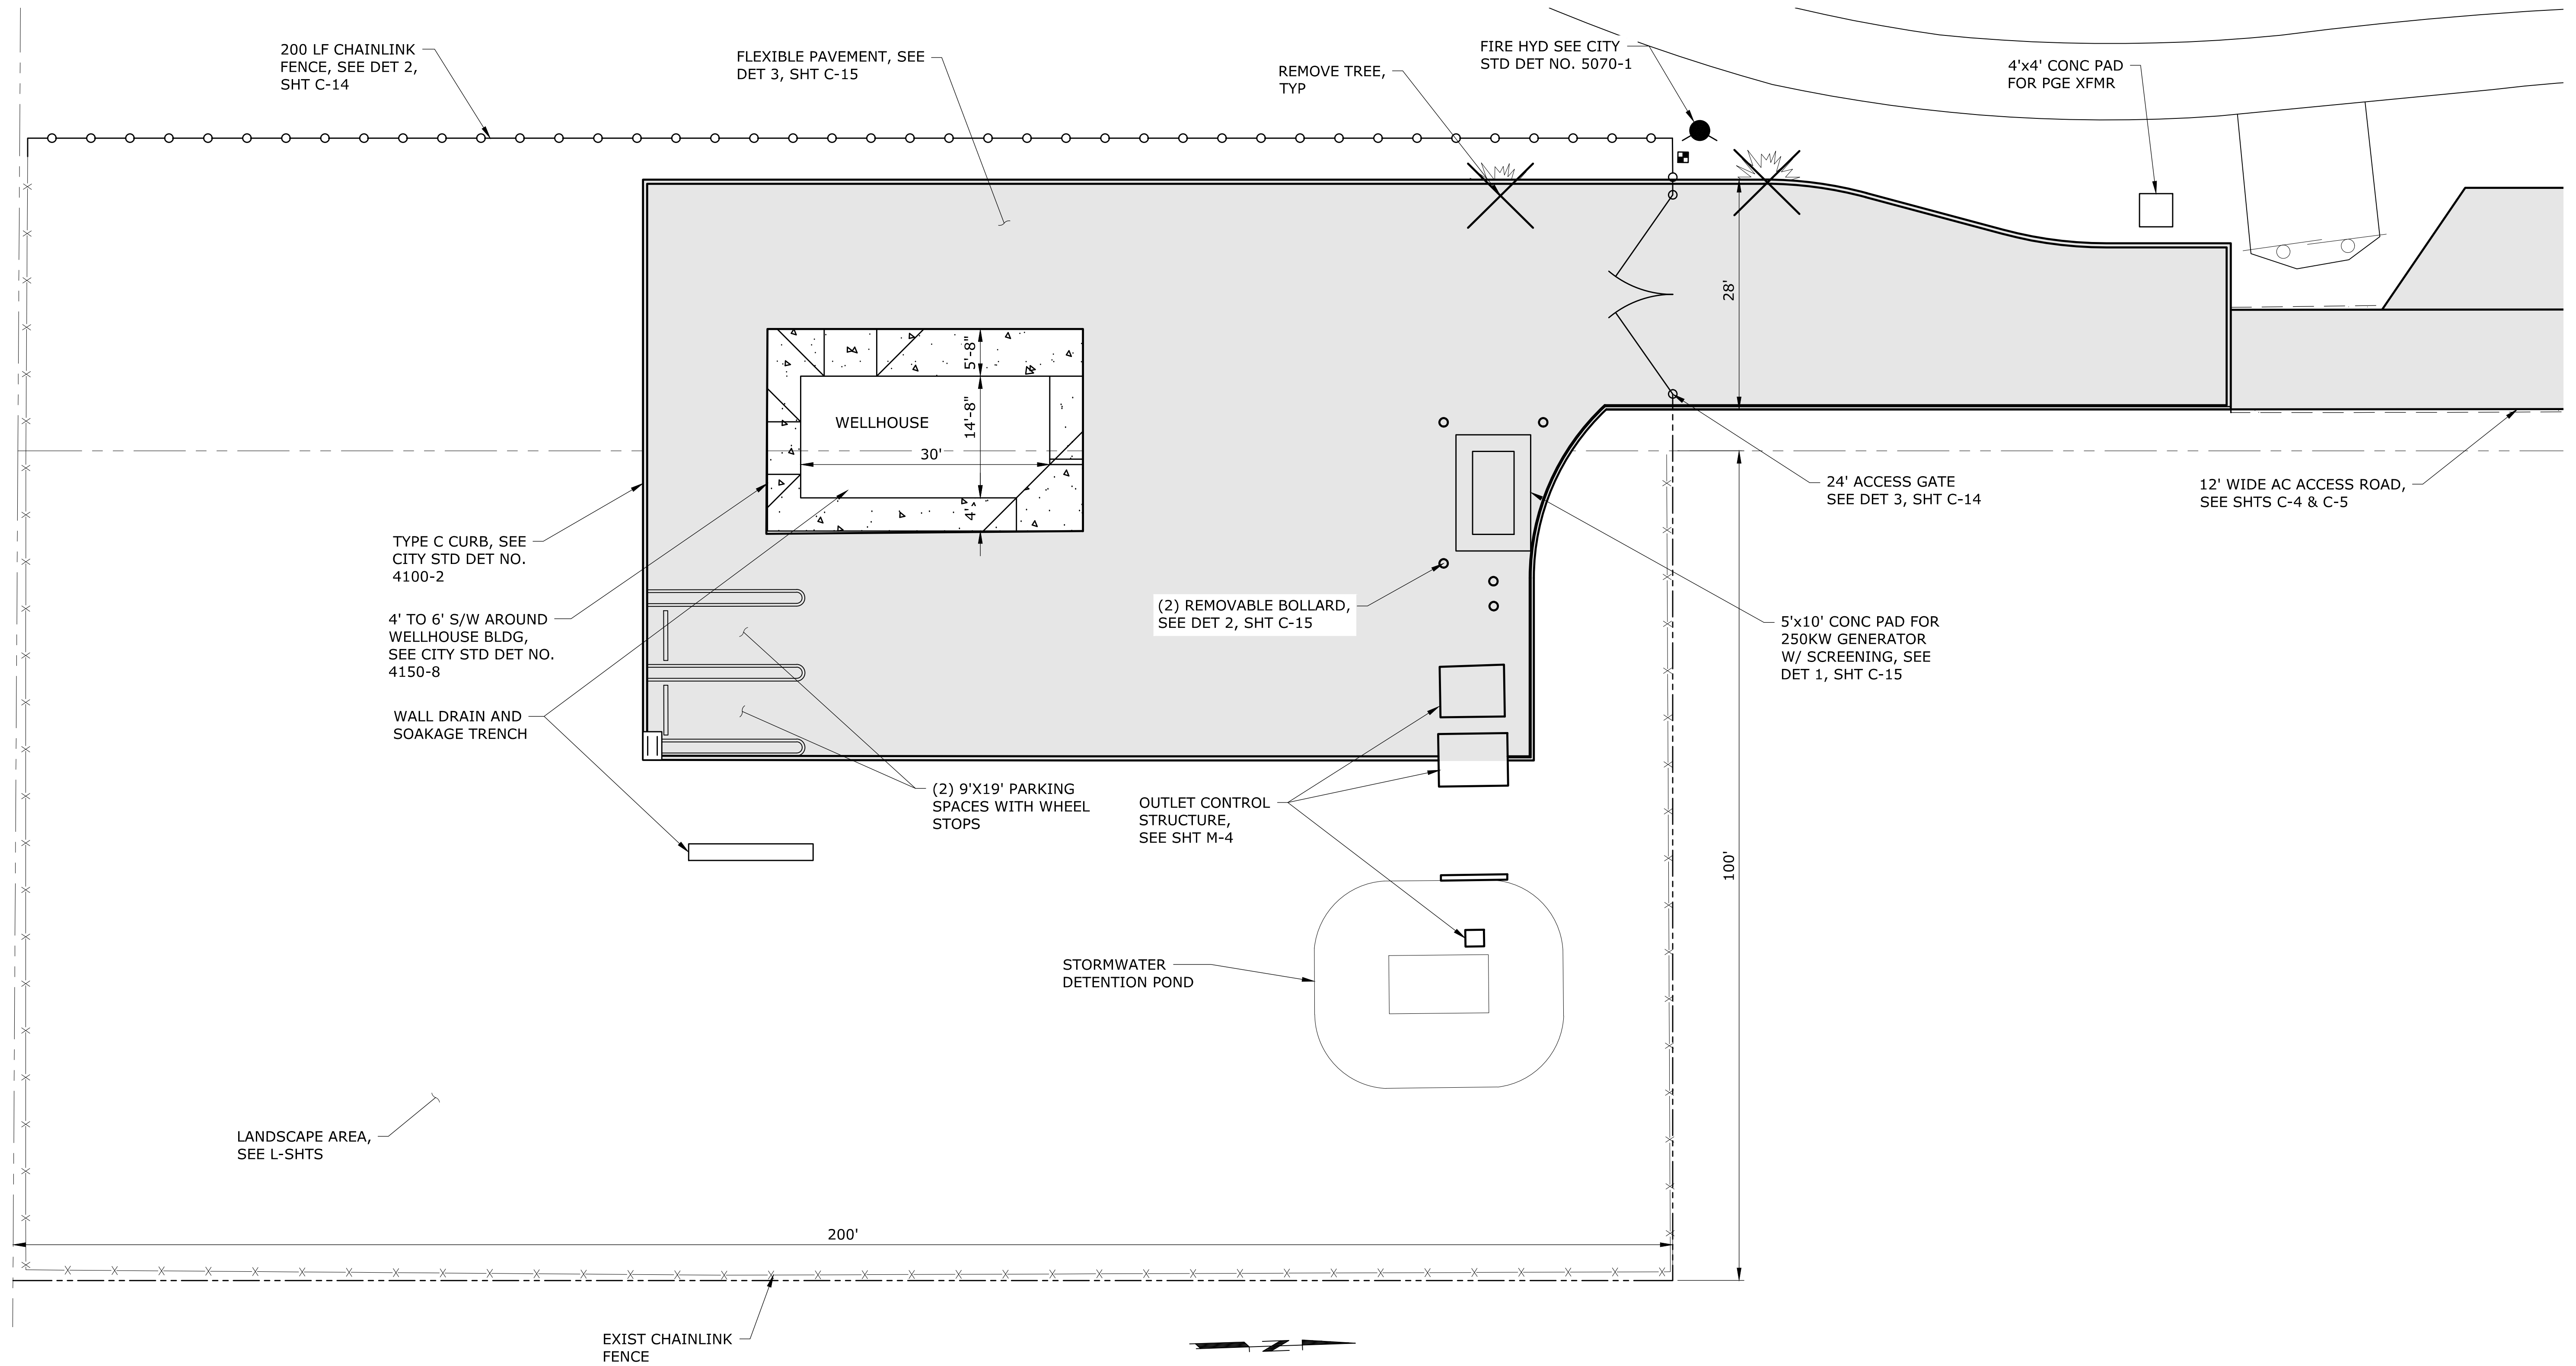 200 LF CHAINLINK
FENCE, SEE DET 2,
SHT C-14
FLEXIBLE PAVEMENT, SEE
DET 3, SHT C-15
REMOVE TREE,
TYP
FIRE HYD SEE CITY
STD DET NO. 5070-1
4'x4' CONC PAD
FOR PGE XFMR
28'
5'-8"
14'-8"
WELLHOUSE
30'
4'
24' ACCESS GATE
SEE DET 3, SHT C-14
12' WIDE AC ACCESS ROAD,
SEE SHTS C-4 & C-5
TYPE C CURB, SEE
CITY STD DET NO.
4100-2
4' TO 6' S/W AROUND
WELLHOUSE BLDG,
SEE CITY STD DET NO.
4150-8
(2) REMOVABLE BOLLARD,
SEE DET 2, SHT C-15
5'x10' CONC PAD FOR
250KW GENERATOR
W/ SCREENING, SEE
DET 1, SHT C-15
WALL DRAIN AND
SOAKAGE TRENCH
(2) 9'X19' PARKING
SPACES WITH WHEEL
STOPS
OUTLET CONTROL
STRUCTURE,
SEE SHT M-4
100'
STORMWATER
DETENTION POND
LANDSCAPE AREA,
SEE L-SHTS
200'
EXIST CHAINLINK
FENCE
N